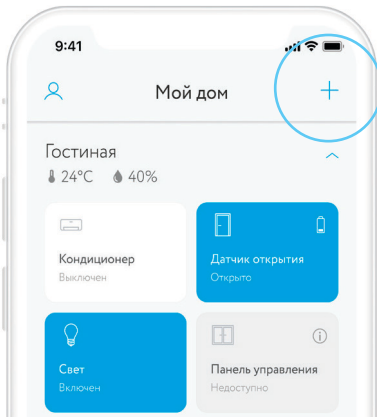 9:41
Мой дом
Гостиная
24°C 40%
Кондиционер
Выключен
Датчик открытия
Открыто
Свет
Включен
Панель управления
Недоступно